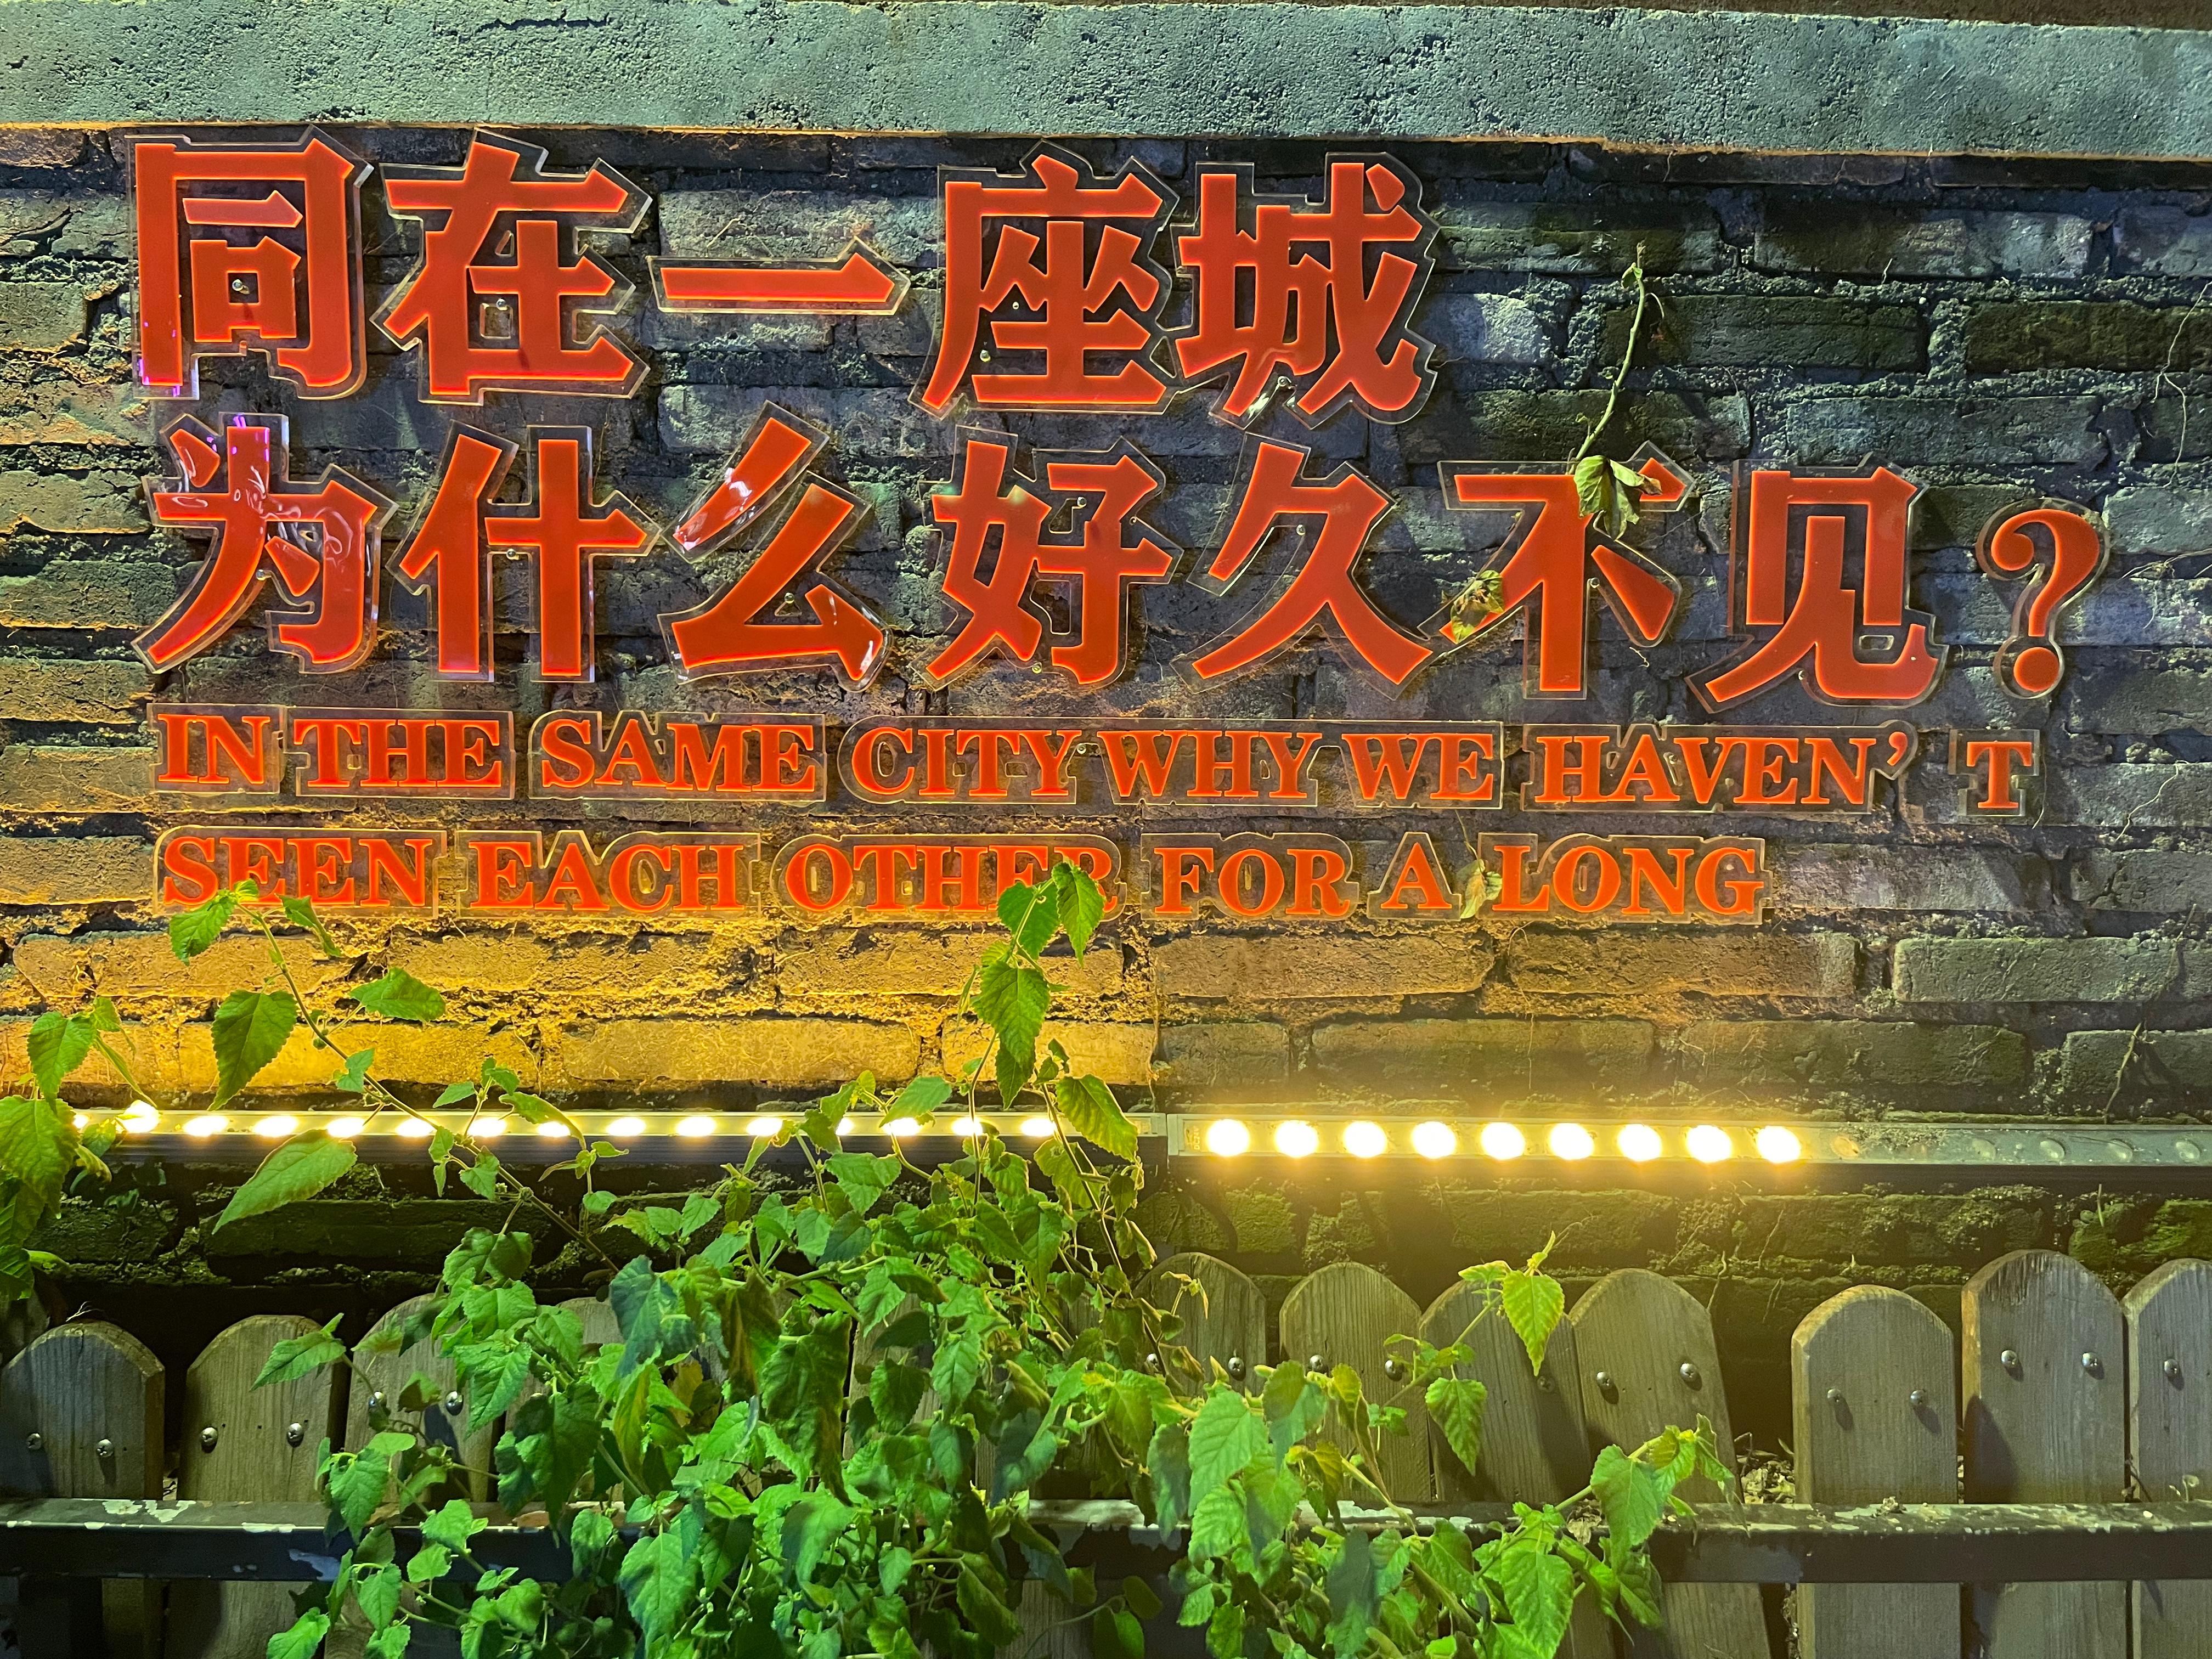 同在一座城
为什么好久不见?
IN THE SAME CITY WHY WE HAVEN'T
SEEN EACH OTHER FOR A LONG